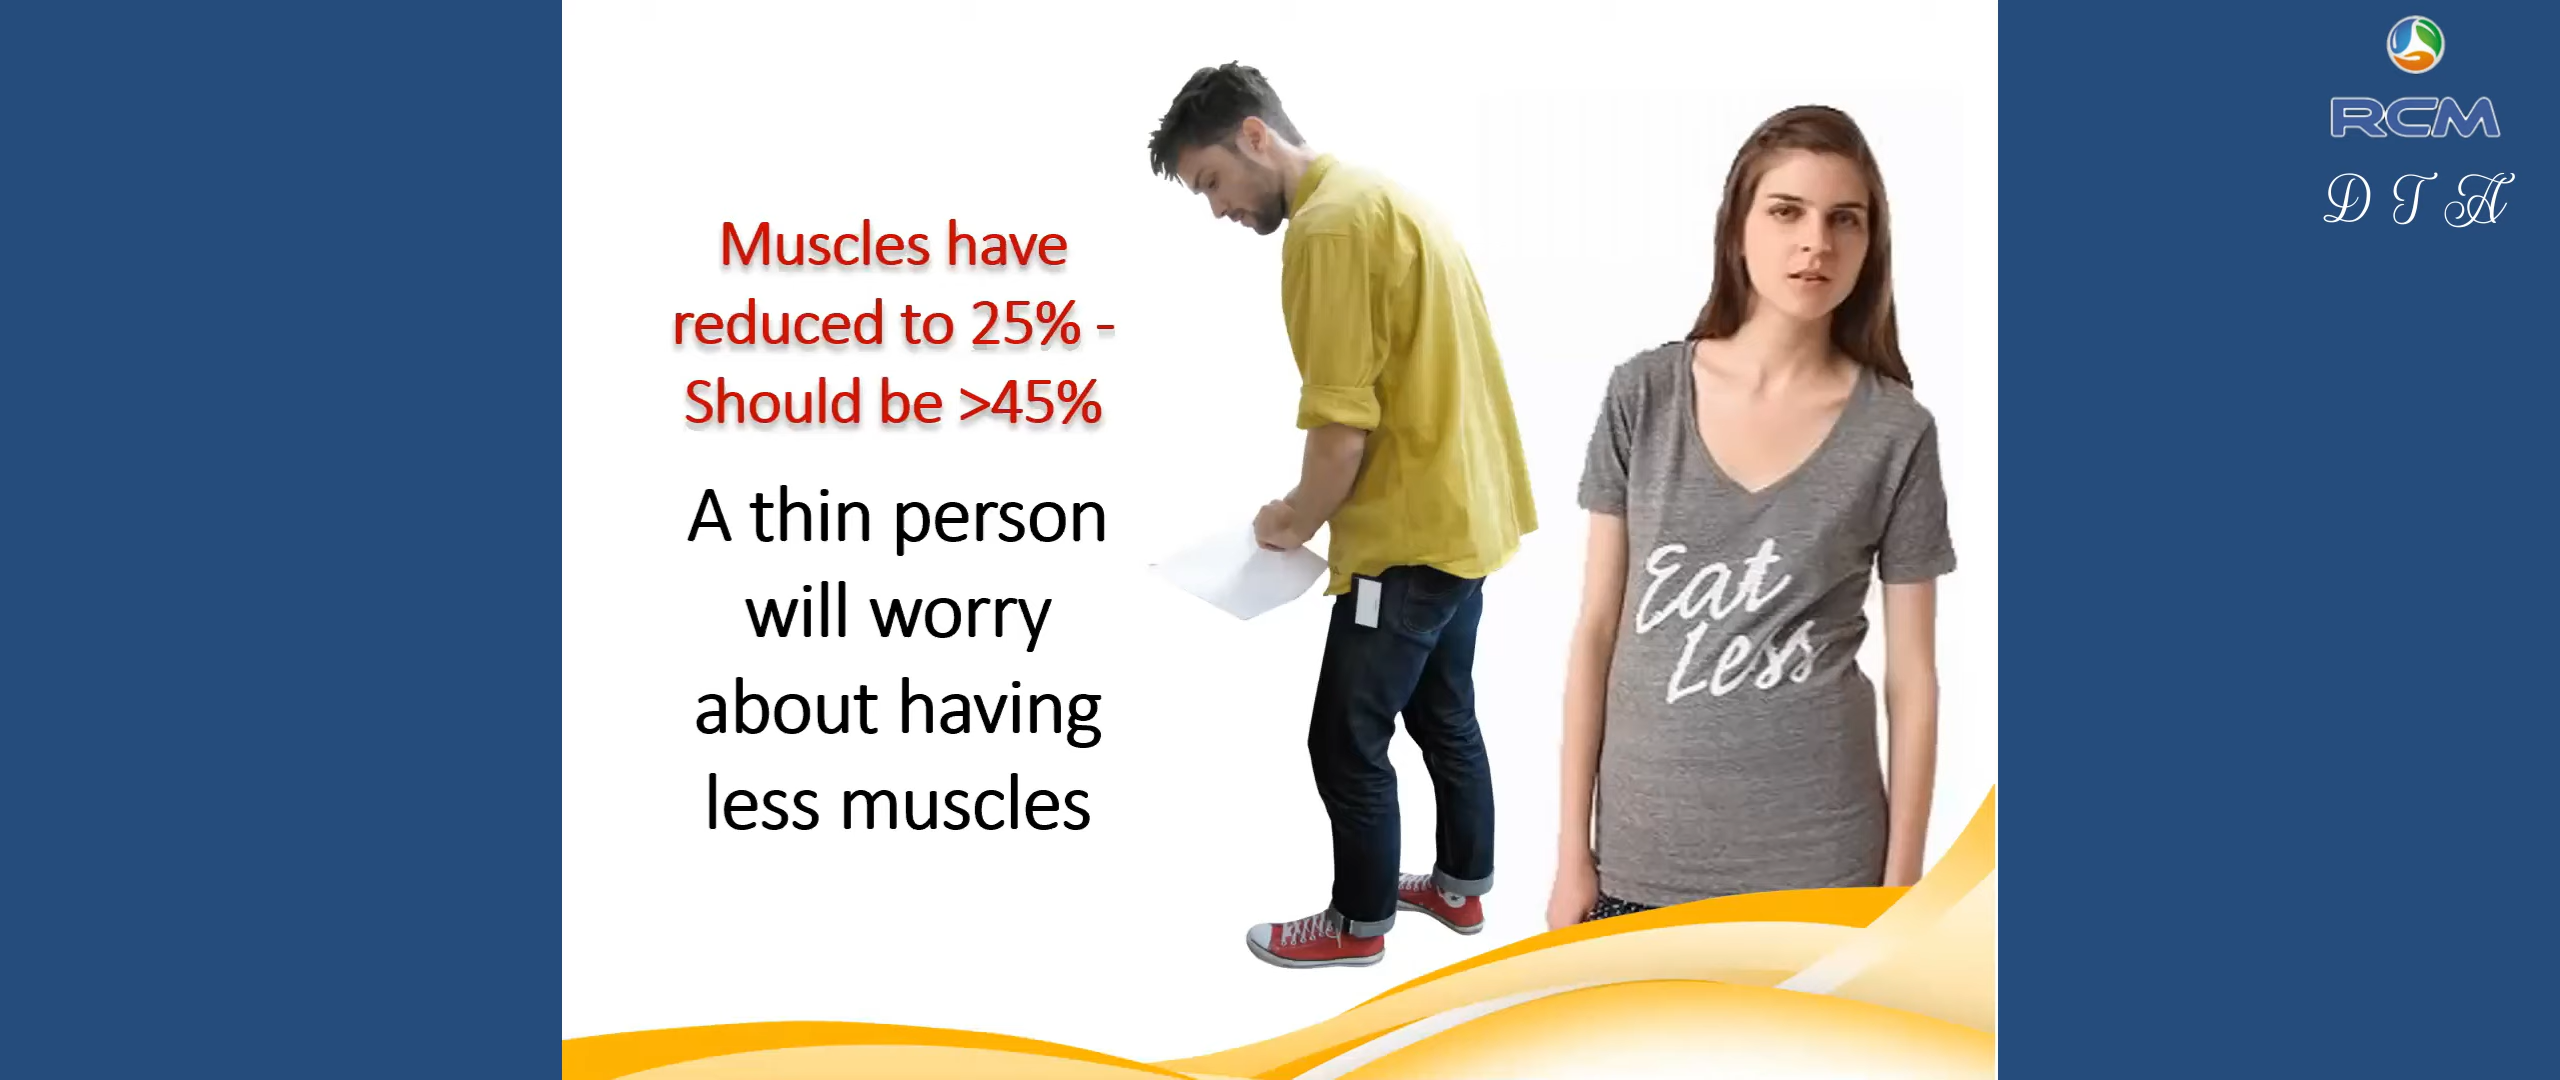 Muscles have
reduced to 25% -
Should be >45%
A thin person
will worry
about having
less muscles
Eat
Less
RCM
D T A